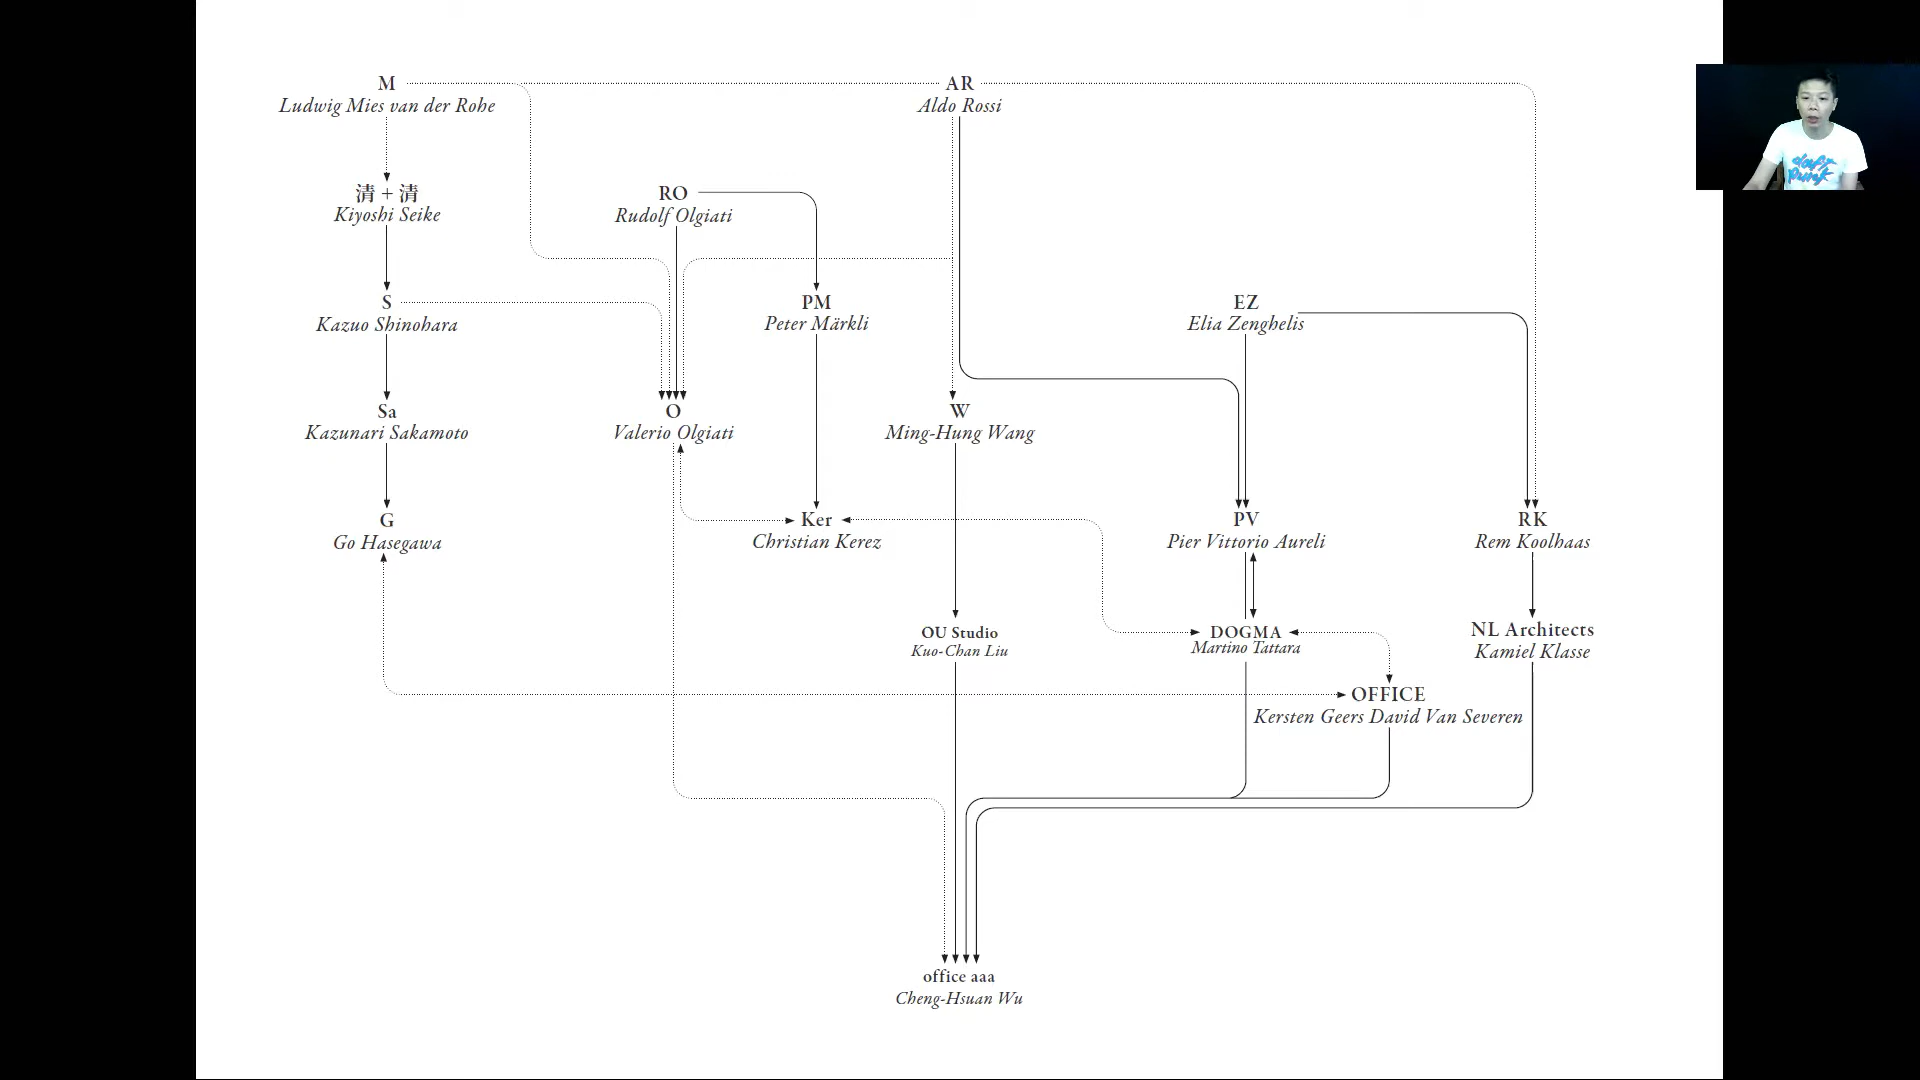 M
Ludwig Mies van der Rohe
AR
Aldo Rossi
清 + 清
Kiyoshi Seike
RO
Rudolf Olgiati
S
Kazuo Shinohara
PM
Peter Märkli
EZ
Elia Zenghelis
Sa
Kazunari Sakamoto
O
Valerio Olgiati
W
Ming-Hung Wang
G
Go Hasegawa
Ker
Christian Kerez
PV
Pier Vittorio Aureli
RK
Rem Koolhaas
OU Studio
Kuo-Chan Liu
DOGMA
Martino Tattara
NL Architects
Kamiel Klasse
OFFICE
Kersten Geers David Van Severen
office aaa
Cheng-Hsuan Wu
daft
punk